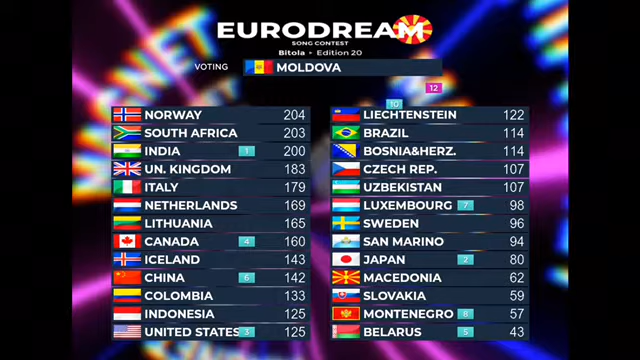 EURODREAM
SONG CONTEST
Bitola • Edition 20
VOTING MOLDOVA
12
10
NORWAY 204
SOUTH AFRICA 203
INDIA 1 200
UN. KINGDOM 183
ITALY 179
NETHERLANDS 169
LITHUANIA 165
CANADA 4 160
ICELAND 143
CHINA 6 142
COLOMBIA 133
INDONESIA 125
UNITED STATES 3 125
LIECHTENSTEIN 122
BRAZIL 114
BOSNIA&HERZ. 114
CZECH REP. 107
UZBEKISTAN 107
LUXEMBOURG 7 98
SWEDEN 96
SAN MARINO 94
JAPAN 2 80
MACEDONIA 62
SLOVAKIA 59
MONTENEGRO 8 57
BELARUS 5 43